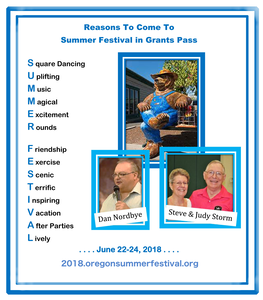 Reasons To Come To
Summer Festival in Grants Pass
Square Dancing
Uplifting
Music
Magical
Excitement
Rounds
Friendship
Exercise
Scenic
Terrific
Inspiring
Vacation
After Parties
Lively
Dan Nordbye
Steve & Judy Storm
. . . . June 22-24, 2018 . . . .
2018.oregonsummerfestival.org